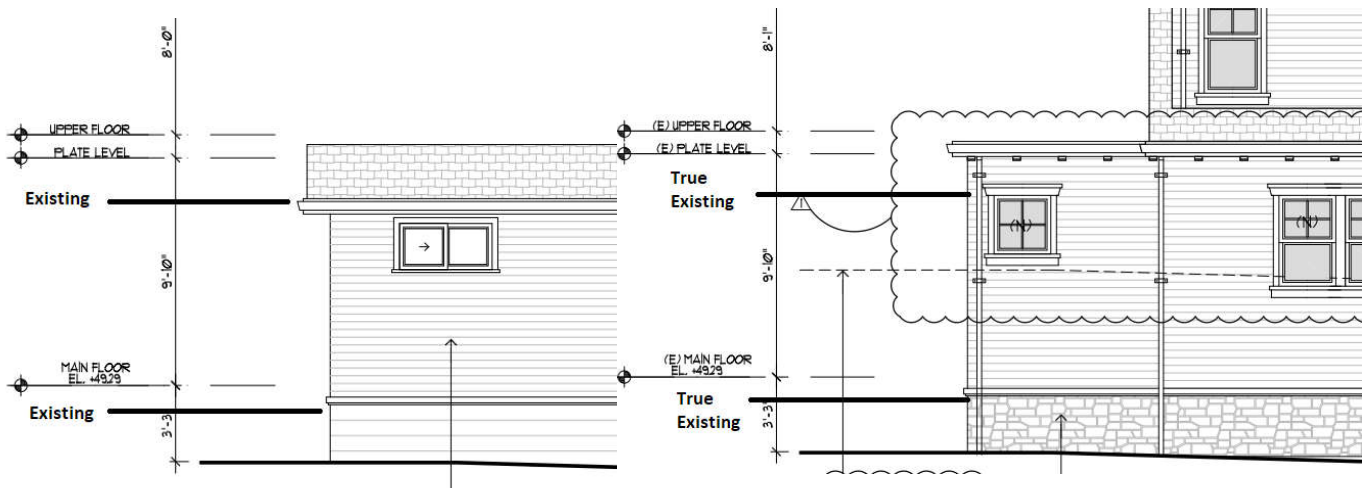 8'-0"
UPPER FLOOR
PLATE LEVEL
Existing
9'-10"
MAIN FLOOR
EL. +49.29
Existing
3'-3
8'-1"
(E) UPPER FLOOR
(E) PLATE LEVEL
True
Existing
1
(N)
(N)
9'-10"
(E) MAIN FLOOR
EL. +49.29
True
Existing
3'-3"